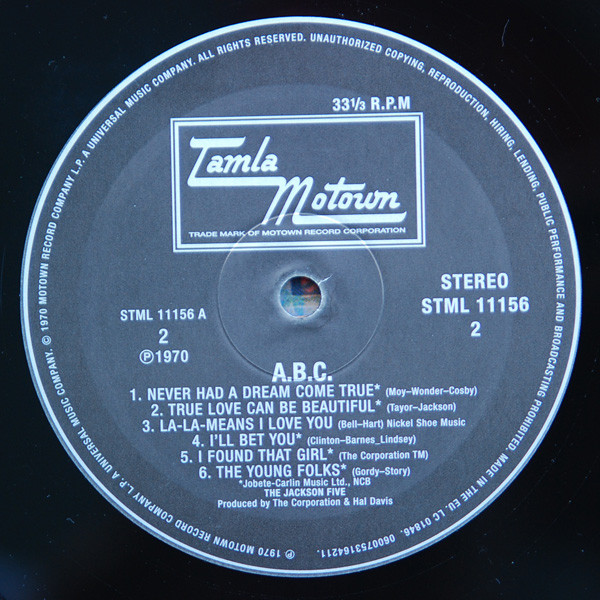 33⅓ R.P.M
Tamla
Motown
TRADE MARK OF MOTOWN RECORD CORPORATION
STML 11156 A
2
℗1970
STEREO
STML 11156
2
A.B.C.
1. NEVER HAD A DREAM COME TRUE* (Moy–Wonder–Cosby)
2. TRUE LOVE CAN BE BEAUTIFUL* (Tayor–Jackson)
3. LA-LA-MEANS I LOVE YOU (Bell–Hart) Nickel Shoe Music
4. I'LL BET YOU* (Clinton–Barnes_Lindsey)
5. I FOUND THAT GIRL* (The Corporation TM)
6. THE YOUNG FOLKS* (Gordy–Story)
*Jobete-Carlin Music Ltd., NCB
THE JACKSON FIVE
Produced by The Corporation & Hal Davis
℗ 1970 MOTOWN RECORD COMPANY L.P. A UNIVERSAL MUSIC COMPANY. © 1970 MOTOWN RECORD COMPANY L.P. A UNIVERSAL MUSIC COMPANY. ALL RIGHTS RESERVED. UNAUTHORIZED COPYING, REPRODUCTION, HIRING, LENDING, PUBLIC PERFORMANCE AND BROADCASTING PROHIBITED. MADE IN THE EU. LC 01846. 0600753164211.